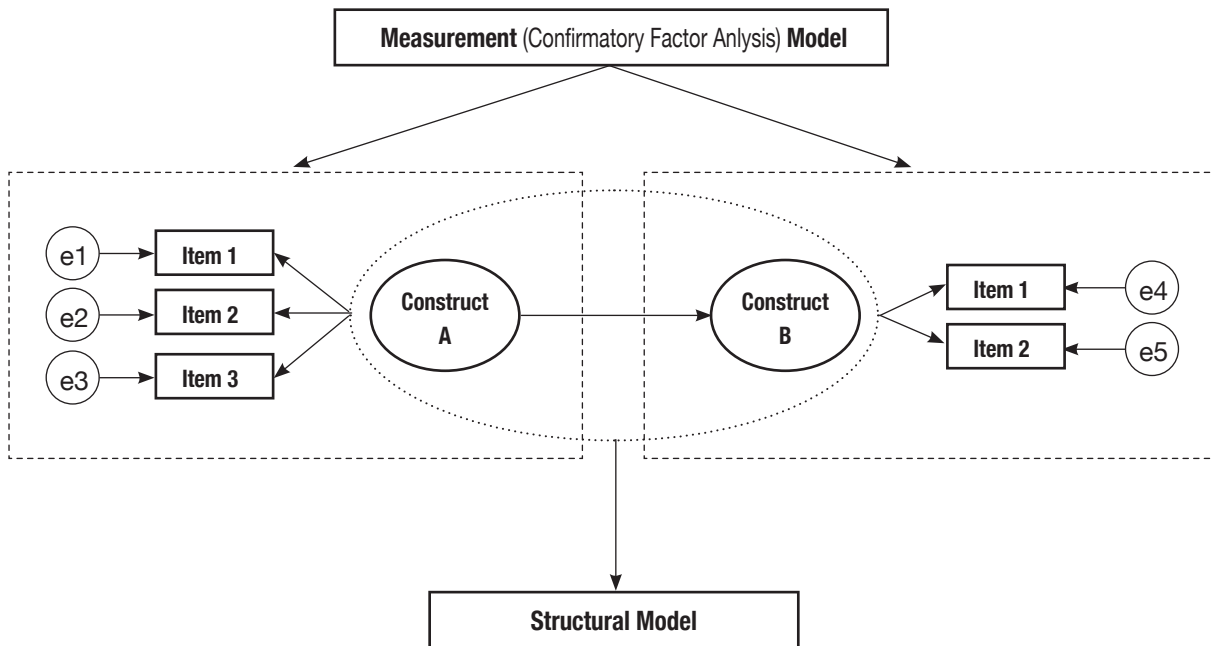 Measurement (Confirmatory Factor Anlysis) Model
e1
Item 1
e2
Item 2
e3
Item 3
Construct
A
Construct
B
Item 1
e4
Item 2
e5
Structural Model